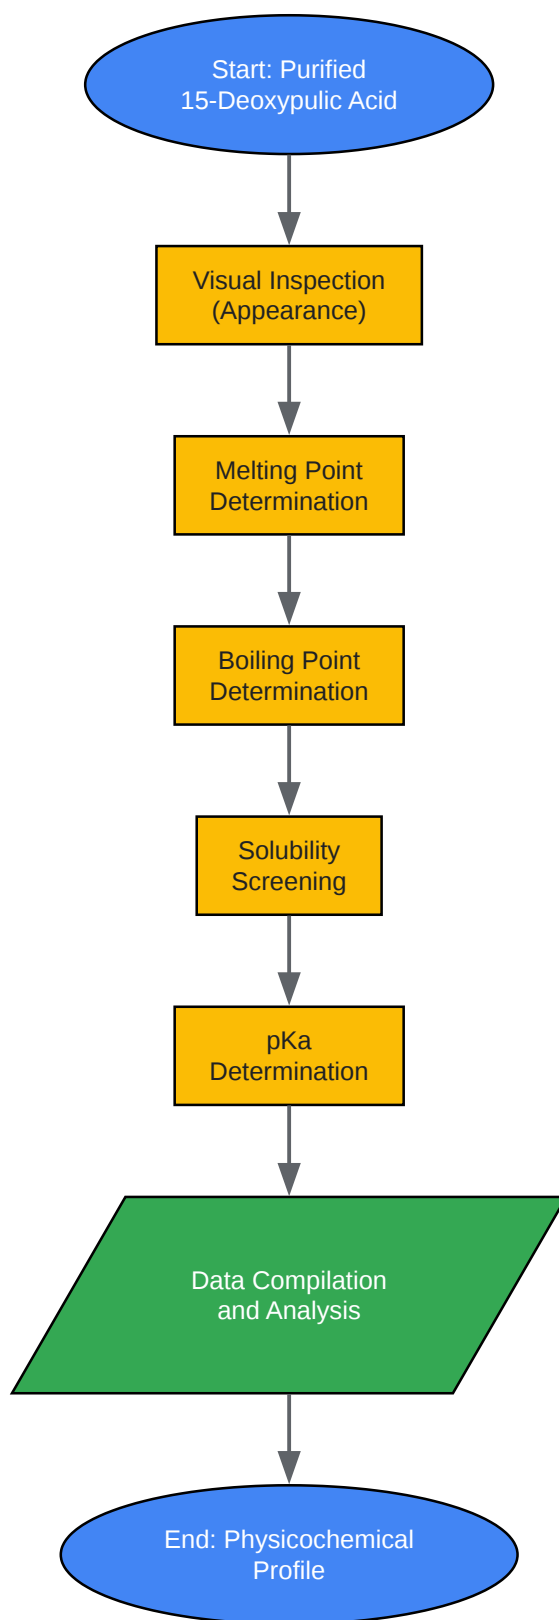 Start: Purified
15-Deoxypulic Acid
Visual Inspection
(Appearance)
Melting Point
Determination
Boiling Point
Determination
Solubility
Screening
pKa
Determination
Data Compilation
and Analysis
End: Physicochemical
Profile